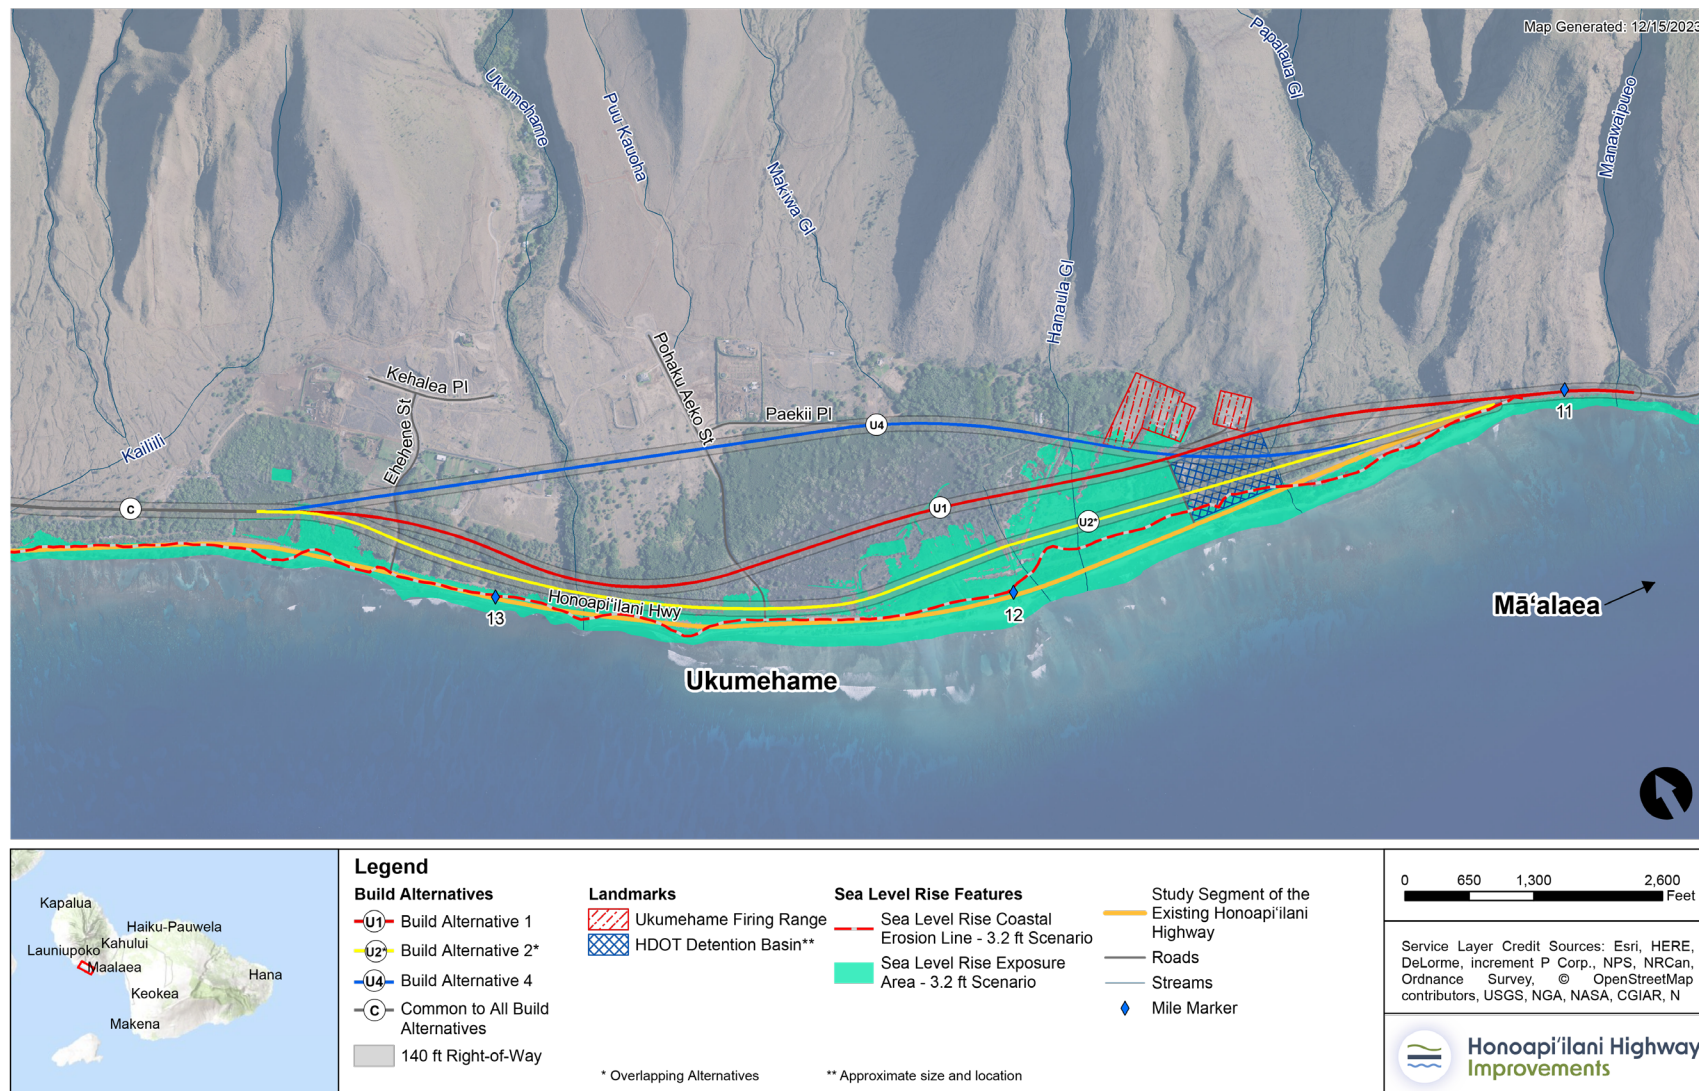 Map Generated: 12/15/2023
Ukumehame
Puu Kauoha
Makiwa Gl
Hanaula Gl
Papalaua Gl
Manawaipueo
Kailiili
Kehalea Pl
Ehehene St
Pohaku Aeko St
Paekii Pl
U4
C
U1
U2*
11
12
13
Honoapi'ilani Hwy
Ukumehame
Mā‘alaea
Kapalua
Haiku-Pauwela
Launiupoko
Kahului
Maalaea
Hana
Keokea
Makena
Legend
Build Alternatives
U1 Build Alternative 1
U2* Build Alternative 2*
U4 Build Alternative 4
C Common to All Build
Alternatives
140 ft Right-of-Way
Landmarks
Ukumehame Firing Range
HDOT Detention Basin**
Sea Level Rise Features
Sea Level Rise Coastal
Erosion Line - 3.2 ft Scenario
Sea Level Rise Exposure
Area - 3.2 ft Scenario
Study Segment of the
Existing Honoapi‘ilani
Highway
Roads
Streams
Mile Marker
* Overlapping Alternatives
** Approximate size and location
0 650 1,300 2,600
Feet
Service Layer Credit Sources: Esri, HERE,
DeLorme, increment P Corp., NPS, NRCan,
Ordnance Survey, © OpenStreetMap
contributors, USGS, NGA, NASA, CGIAR, N
Honoapi‘ilani Highway
Improvements